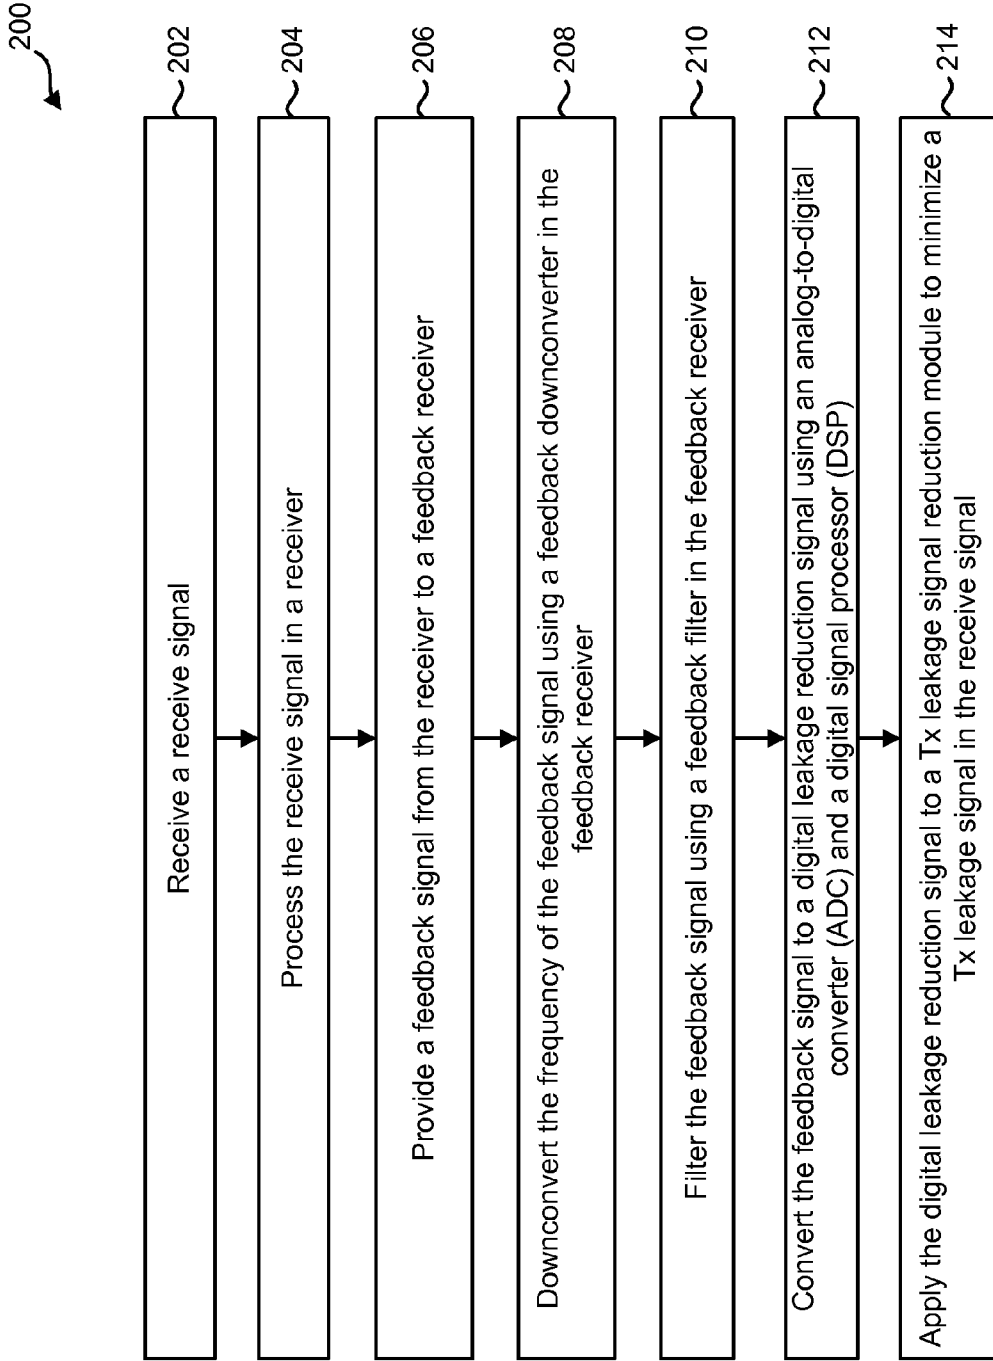 200
Receive a receive signal
202
Process the receive signal in a receiver
204
Provide a feedback signal from the receiver to a feedback receiver
206
Downconvert the frequency of the feedback signal using a feedback downconverter in the
feedback receiver
208
Filter the feedback signal using a feedback filter in the feedback receiver
210
Convert the feedback signal to a digital leakage reduction signal using an analog-to-digital
converter (ADC) and a digital signal processor (DSP)
212
Apply the digital leakage reduction signal to a Tx leakage signal reduction module to minimize a
Tx leakage signal in the receive signal
214